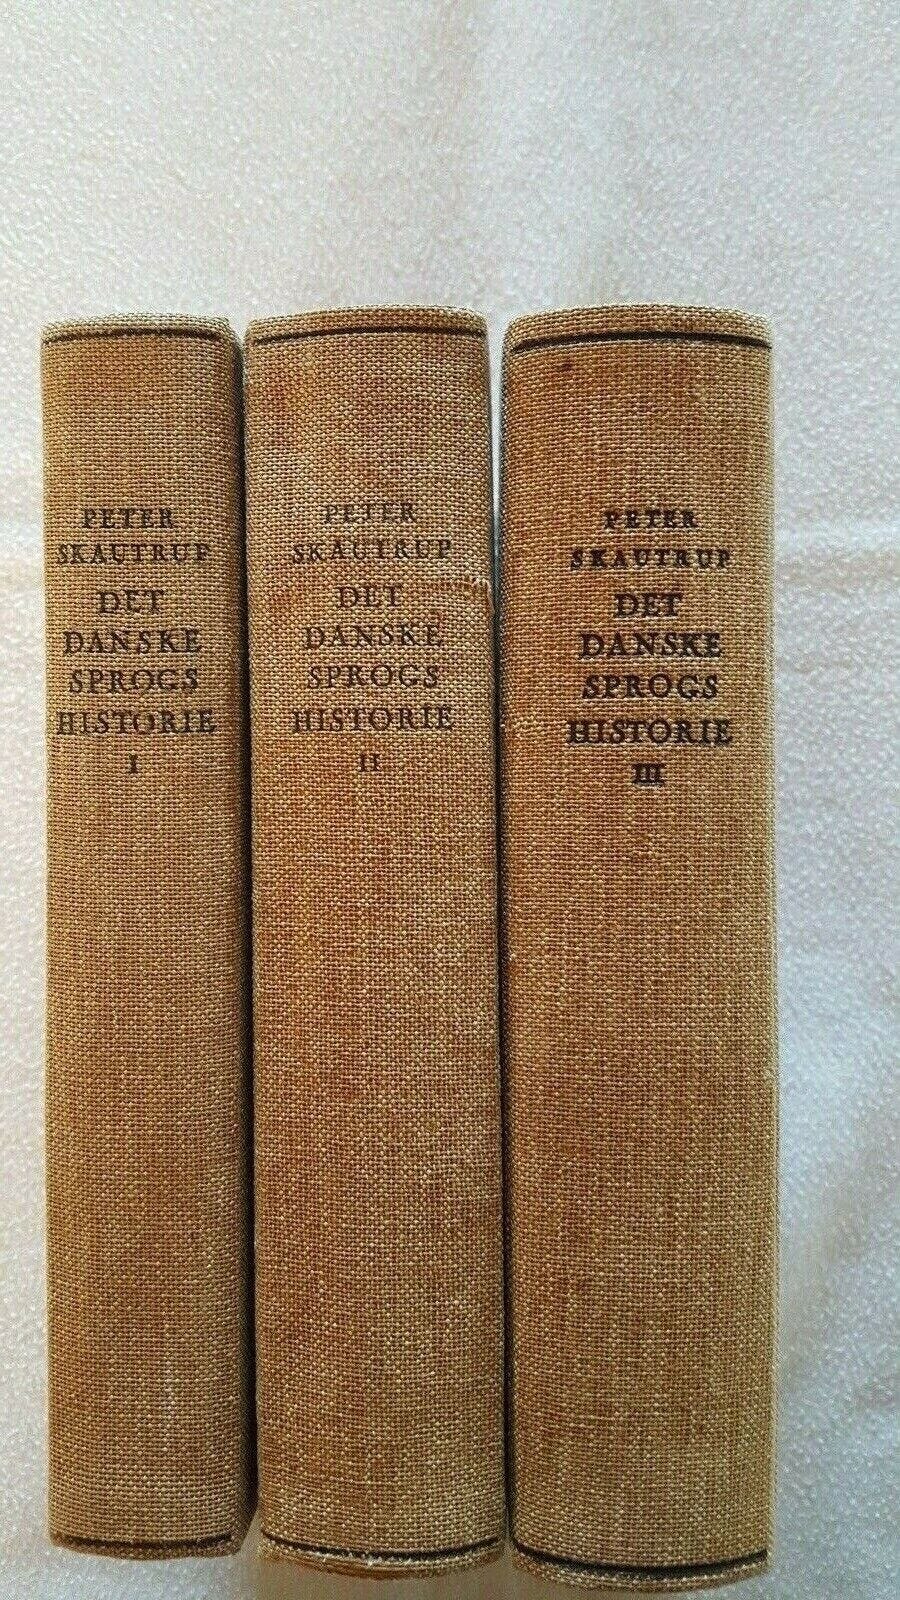 PETER
SKAUTRUP
DET
DANSKE
SPROGS
HISTORIE
I
PETER
SKAUTRUP
DET
DANSKE
SPROGS
HISTORIE
II
PETER
SKAUTRUP
DET
DANSKE
SPROGS
HISTORIE
III